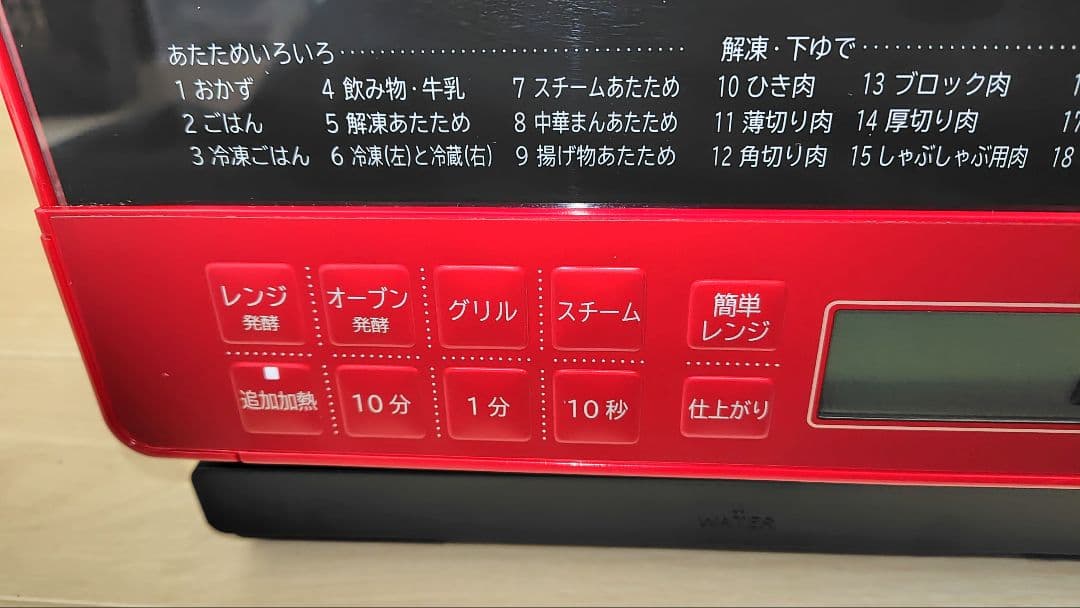 あたためいろいろ
1 おかず 4 飲み物・牛乳 7 スチームあたため
2 ごはん 5 解凍あたため 8 中華まんあたため
3 冷凍ごはん 6 冷凍(左)と冷蔵(右) 9 揚げ物あたため
解凍・下ゆで
10 ひき肉 13 ブロック肉 1
11 薄切り肉 14 厚切り肉 17
12 角切り肉 15 しゃぶしゃぶ用肉 18
レンジ
発酵
オーブン
発酵
グリル
スチーム
簡単
レンジ
追加加熱
10分
1分
10秒
仕上がり
WATER